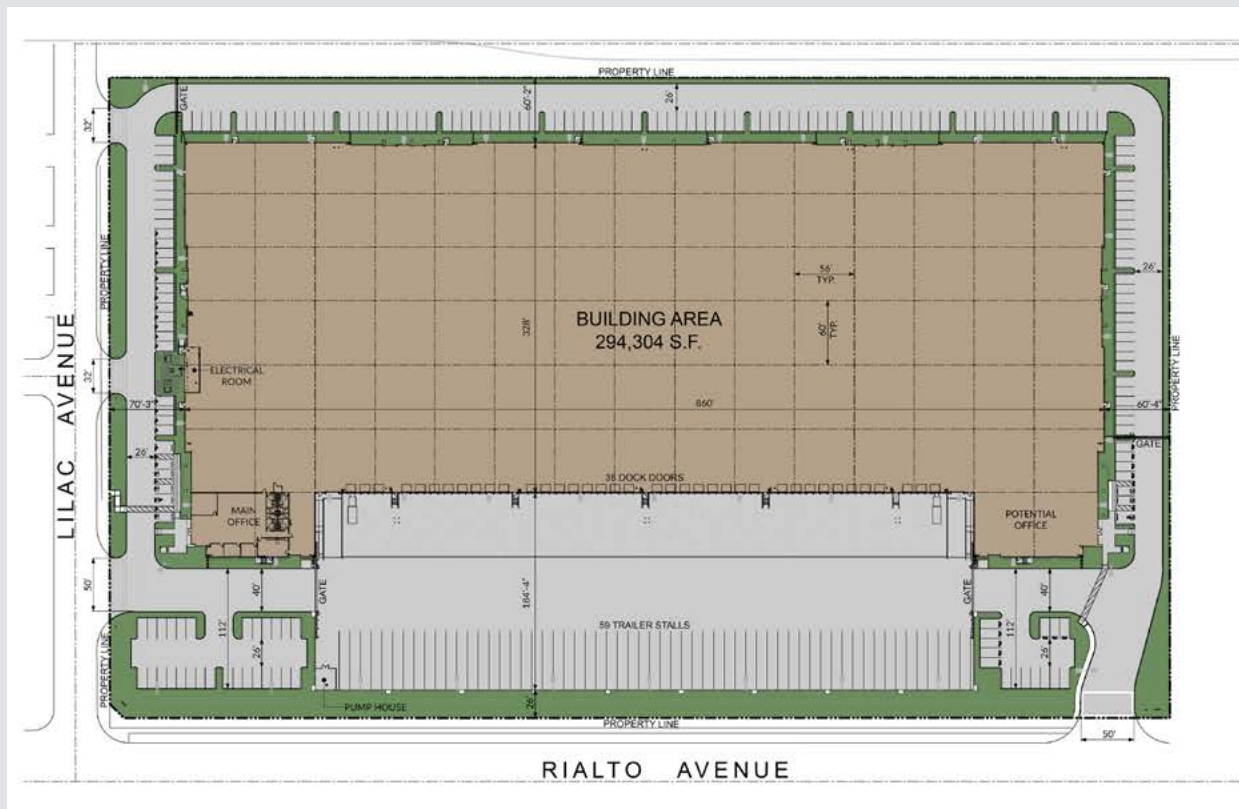 PROPERTY LINE
GATE
60'-2"
26'
32'
PROPERTY LINE
56'
TYP.
26'
BUILDING AREA
294,304 S.F.
328'
60'
TYP.
LILAC AVENUE
32'
ELECTRICAL
ROOM
PROPERTY LINE
70'-3"
860'
60'-4"
GATE
26'
38 DOCK DOORS
MAIN
OFFICE
POTENTIAL
OFFICE
50'
GATE
40'
184'-4"
GATE
40'
112'
59 TRAILER STALLS
112'
26'
26'
PROPERTY LINE
PUMP HOUSE
26'
PROPERTY LINE
50'
RIALTO AVENUE